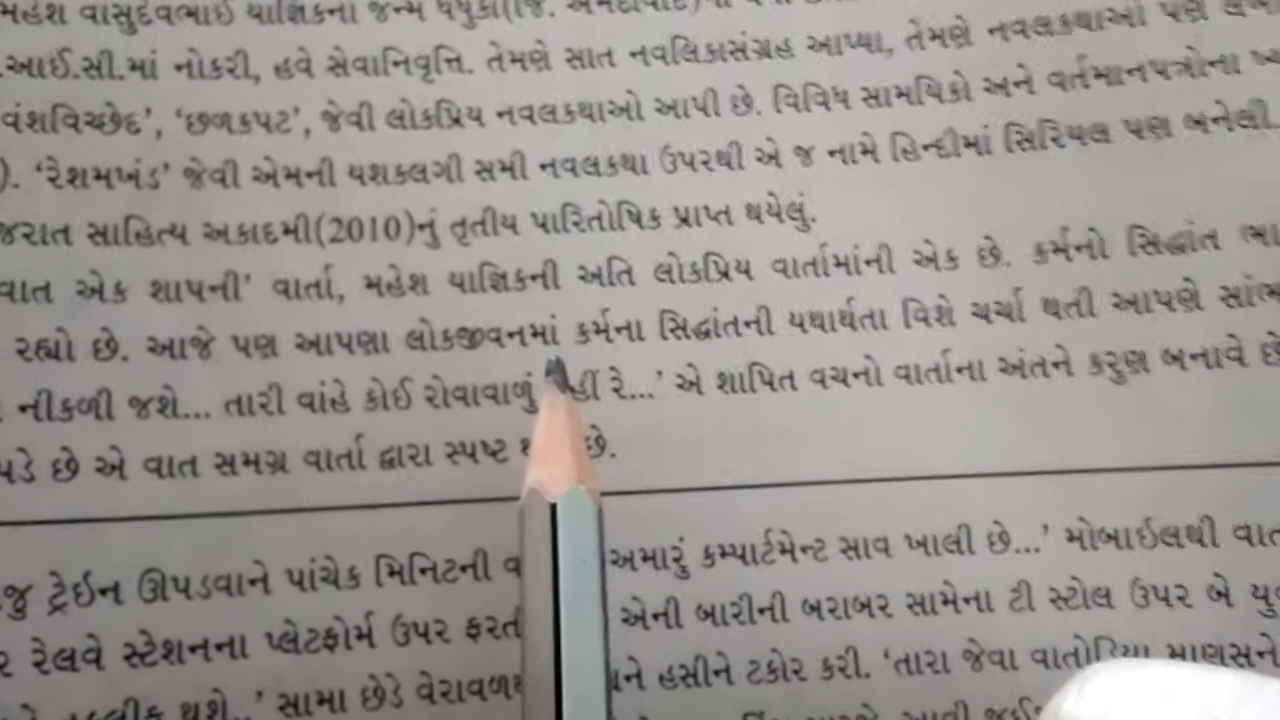 મહેશ વાસુદેવભાઈ યાજ્ઞિકનો જન્મ ધંધુકા(જિ. અમદાવાદ)
.આઈ.સી.માં નોકરી, હવે સેવાનિવૃત્તિ. તેમણે સાત નવલિકાસંગ્રહ આપ્યા, તેમણે નવલકથાઓ પણ
વંશવિચ્છેદ', ‘છળકપટ', જેવી લોકપ્રિય નવલકથાઓ આપી છે. વિવિધ સામયિકો અને વર્તમાનપત્રોના
). ‘રેશમખંડ' જેવી એમની યશકલગી સમી નવલકથા ઉપરથી એ જ નામે હિન્દીમાં સિરિયલ પણ બનેલી.
જરાત સાહિત્ય અકાદમી(2010)નું તૃતીય પારિતોષિક પ્રાપ્ત થયેલું.
વાત એક શાપની' વાર્તા, મહેશ યાજ્ઞિકની અતિ લોકપ્રિય વાર્તામાંની એક છે. કર્મનો સિદ્ધાંત ભા
રહ્યો છે. આજે પણ આપણા લોકજીવનમાં કર્મના સિદ્ધાંતની યથાર્થતા વિશે ચર્ચા થતી આપણે સાંભ
નીકળી જશે... તારી વાંહે કોઈ રોવાવાળું હીં રે...' એ શાપિત વચનો વાર્તાના અંતને કરુણ બનાવે છે
પડે છે એ વાત સમગ્ર વાર્તા દ્વારા સ્પષ્ટ છે.
જુ ટ્રેઇન ઊપડવાને પાંચેક મિનિટની વ અમારું કમ્પાર્ટમેન્ટ સાવ ખાલી છે...' મોબાઈલથી વાત
ર રેલવે સ્ટેશનના પ્લેટફોર્મ ઉપર ફરત એની બારીની બરાબર સામેના ટી સ્ટોલ ઉપર બે યુ
થશે..' સામા છેડે વેરાવળ ને હસીને ટકોર કરી. ‘તારા જેવા વાતોડિયા માણસને